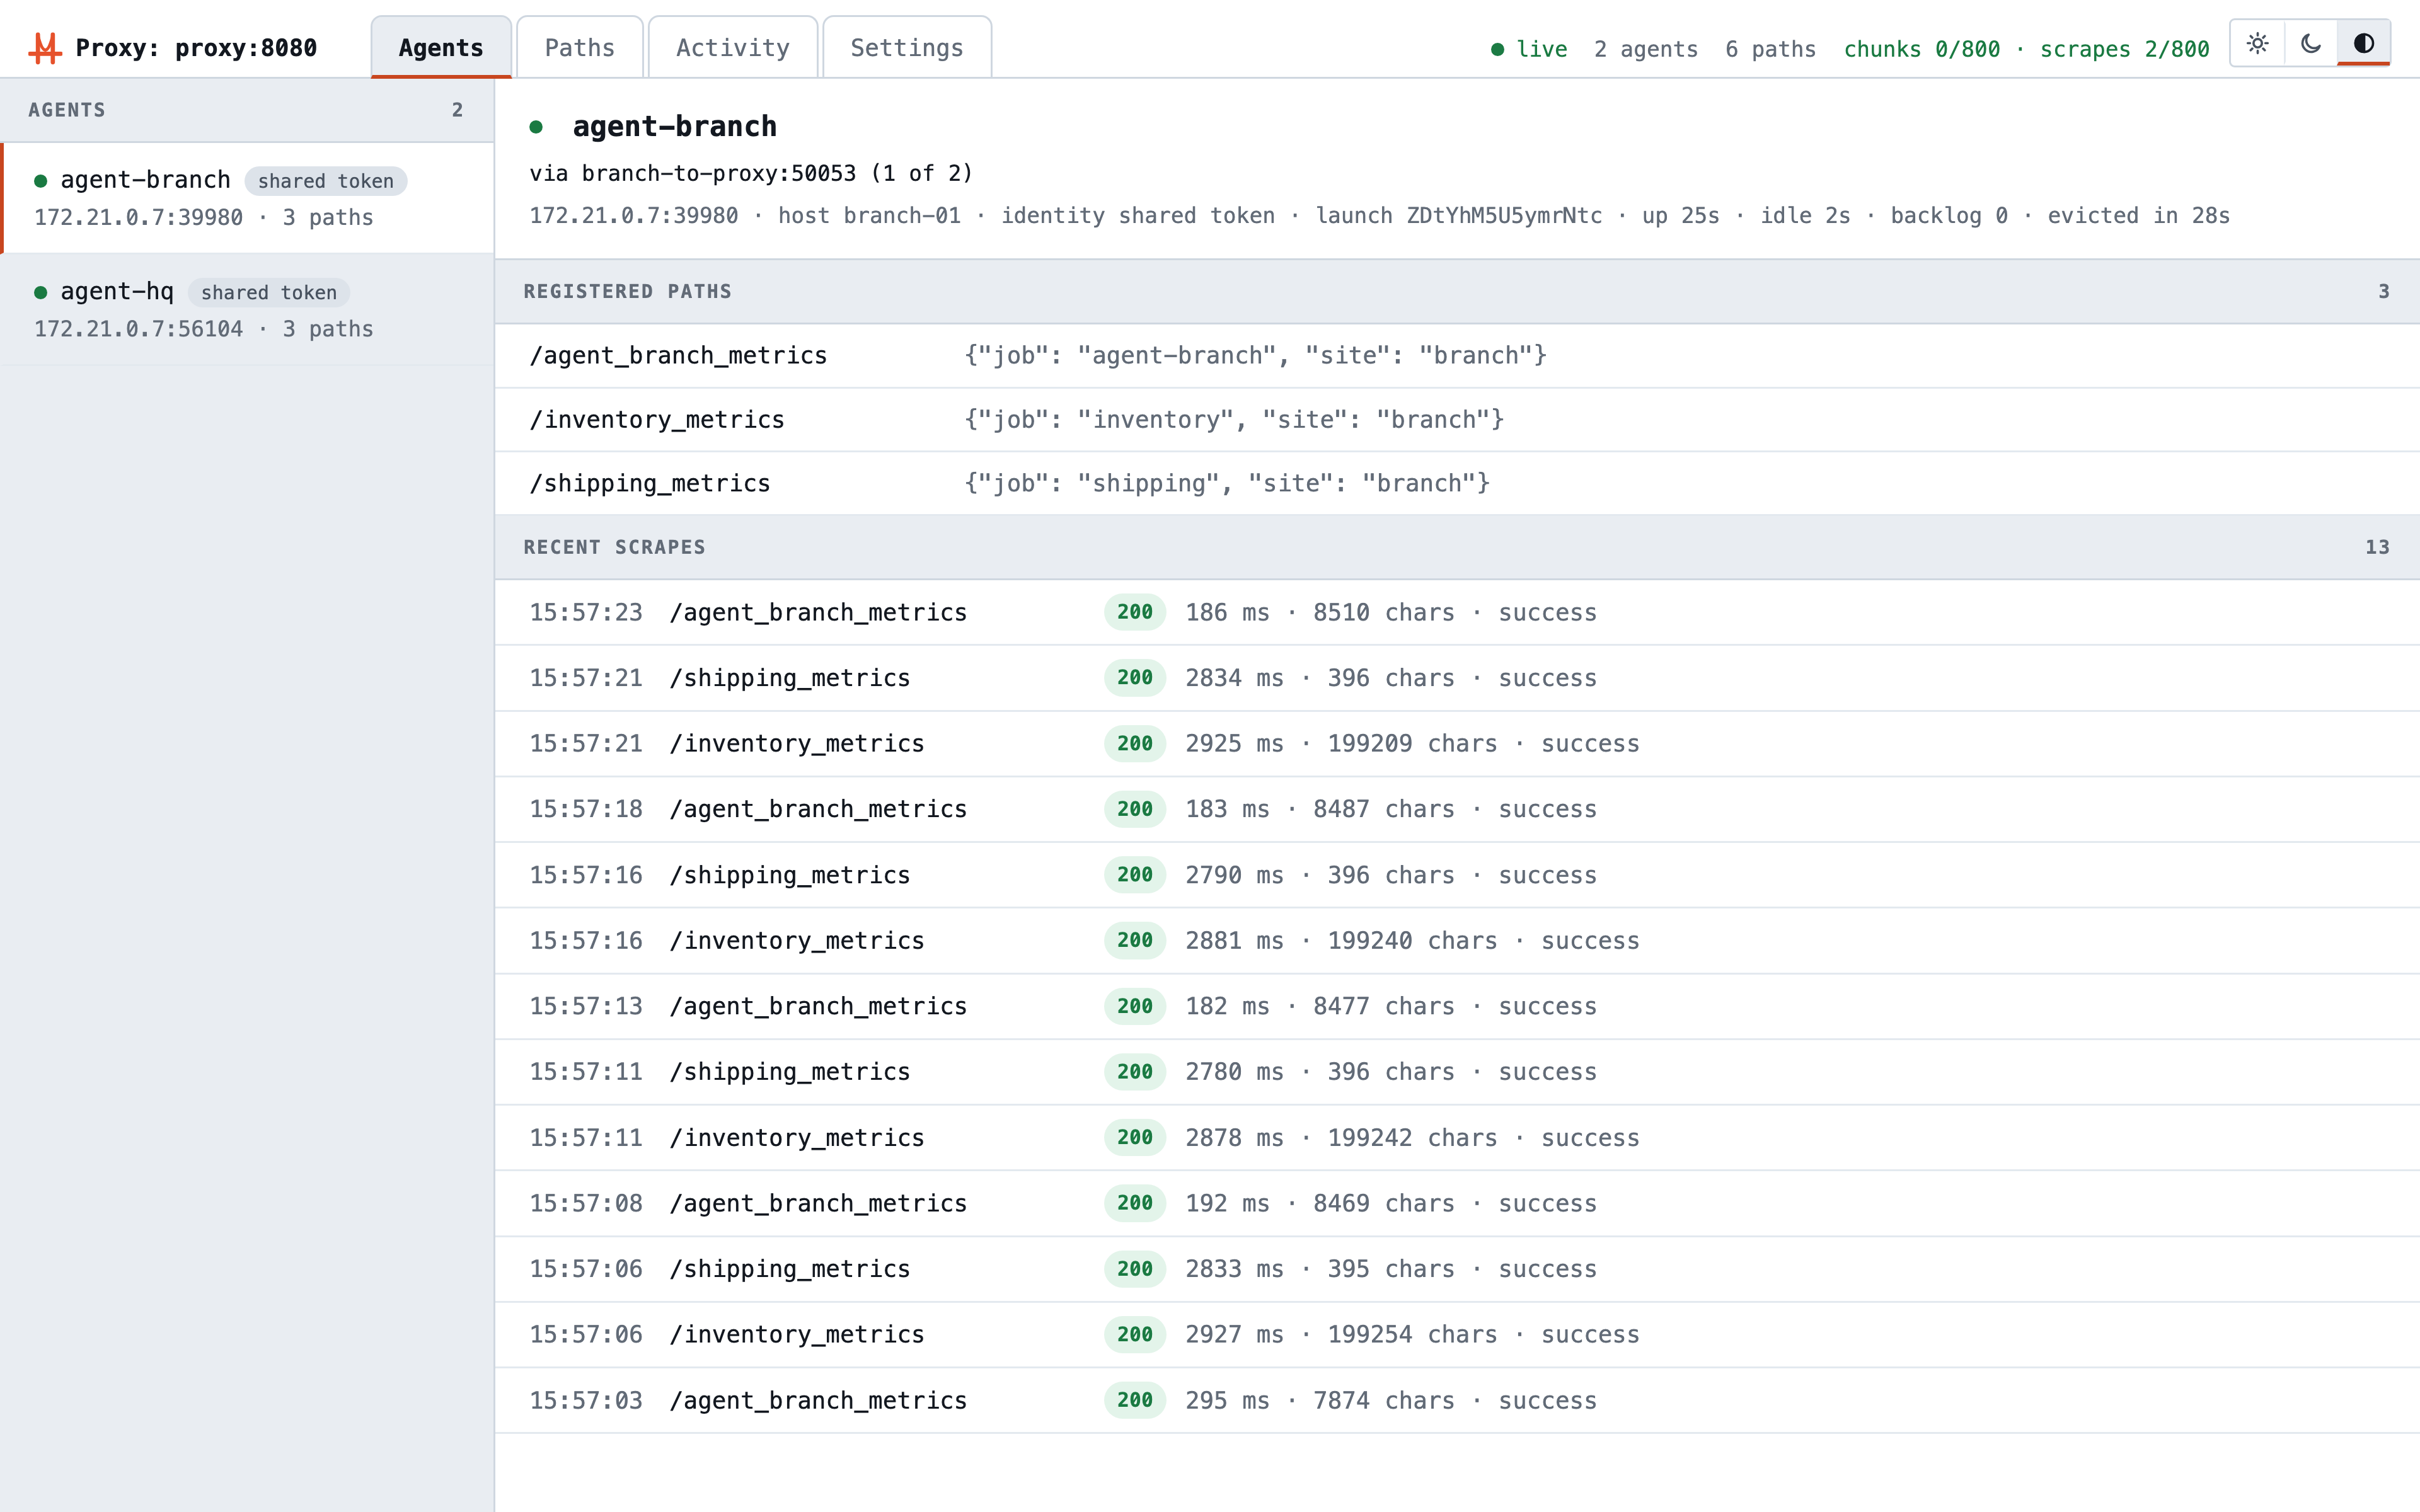 Proxy: proxy:8080
Agents
Paths
Activity
Settings
live 2 agents 6 paths chunks 0/800 · scrapes 2/800
AGENTS 2
agent-branch shared token
172.21.0.7:39980 · 3 paths
agent-hq shared token
172.21.0.7:56104 · 3 paths
agent-branch
via branch-to-proxy:50053 (1 of 2)
172.21.0.7:39980 · host branch-01 · identity shared token · launch ZDtYhM5U5ymrNtc · up 25s · idle 2s · backlog 0 · evicted in 28s
REGISTERED PATHS 3
/agent_branch_metrics {"job": "agent-branch", "site": "branch"}
/inventory_metrics {"job": "inventory", "site": "branch"}
/shipping_metrics {"job": "shipping", "site": "branch"}
RECENT SCRAPES 13
15:57:23 /agent_branch_metrics 200 186 ms · 8510 chars · success
15:57:21 /shipping_metrics 200 2834 ms · 396 chars · success
15:57:21 /inventory_metrics 200 2925 ms · 199209 chars · success
15:57:18 /agent_branch_metrics 200 183 ms · 8487 chars · success
15:57:16 /shipping_metrics 200 2790 ms · 396 chars · success
15:57:16 /inventory_metrics 200 2881 ms · 199240 chars · success
15:57:13 /agent_branch_metrics 200 182 ms · 8477 chars · success
15:57:11 /shipping_metrics 200 2780 ms · 396 chars · success
15:57:11 /inventory_metrics 200 2878 ms · 199242 chars · success
15:57:08 /agent_branch_metrics 200 192 ms · 8469 chars · success
15:57:06 /shipping_metrics 200 2833 ms · 395 chars · success
15:57:06 /inventory_metrics 200 2927 ms · 199254 chars · success
15:57:03 /agent_branch_metrics 200 295 ms · 7874 chars · success